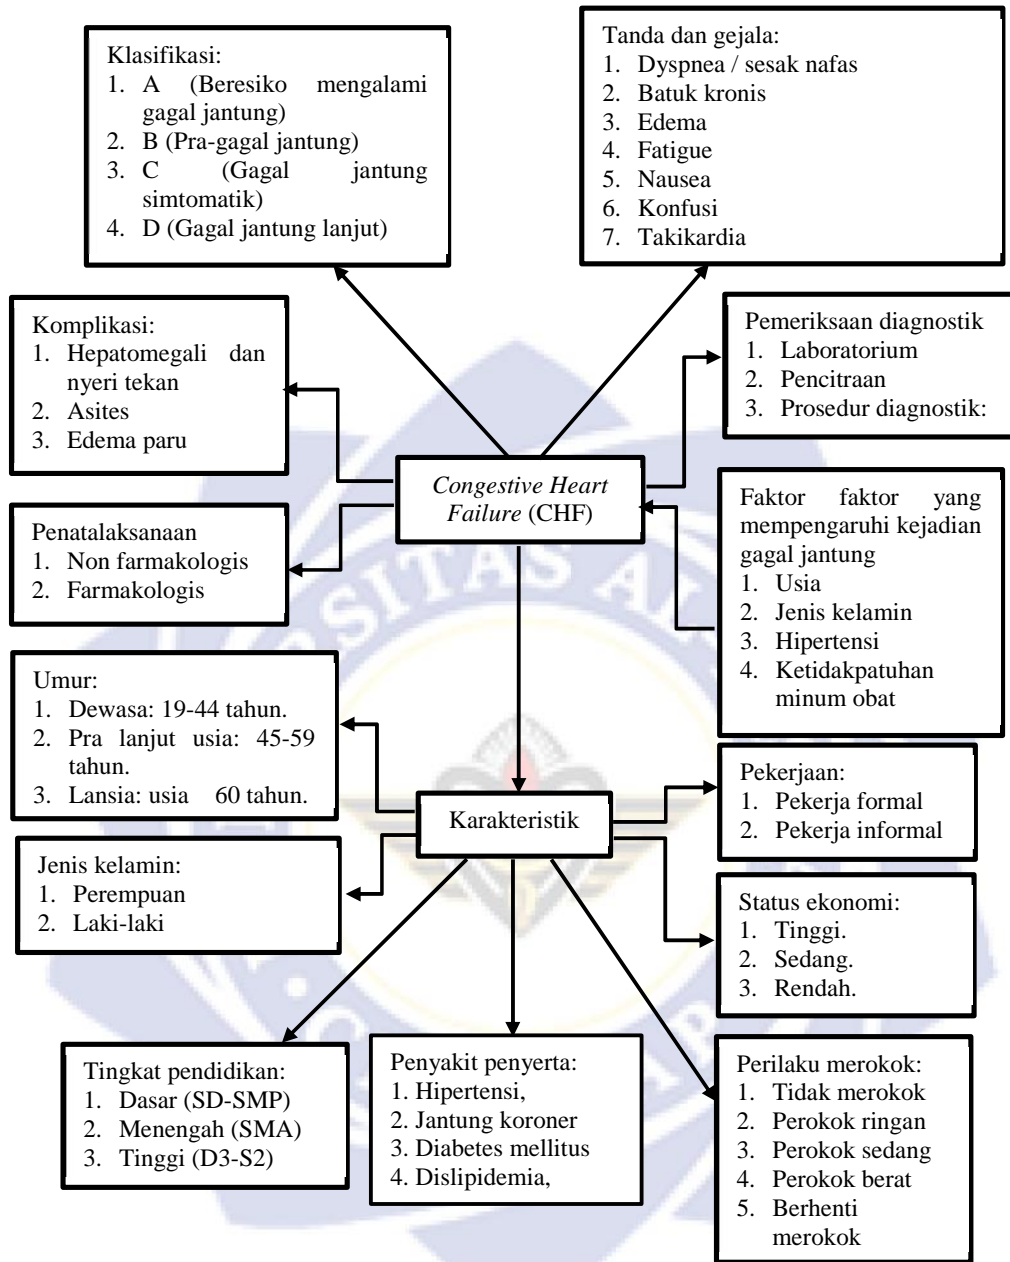 Klasifikasi:
1. A (Beresiko mengalami
gagal jantung)
2. B (Pra-gagal jantung)
3. C (Gagal jantung
simtomatik)
4. D (Gagal jantung lanjut)
Tanda dan gejala:
1. Dyspnea / sesak nafas
2. Batuk kronis
3. Edema
4. Fatigue
5. Nausea
6. Konfusi
7. Takikardia
Komplikasi:
1. Hepatomegali dan
nyeri tekan
2. Asites
3. Edema paru
Pemeriksaan diagnostik
1. Laboratorium
2. Pencitraan
3. Prosedur diagnostik:
Congestive Heart
Failure (CHF)
Penatalaksanaan
1. Non farmakologis
2. Farmakologis
Faktor faktor yang
mempengaruhi kejadian
gagal jantung
1. Usia
2. Jenis kelamin
3. Hipertensi
4. Ketidakpatuhan
minum obat
Umur:
1. Dewasa: 19-44 tahun.
2. Pra lanjut usia: 45-59
tahun.
3. Lansia: usia 60 tahun.
Karakteristik
Pekerjaan:
1. Pekerja formal
2. Pekerja informal
Jenis kelamin:
1. Perempuan
2. Laki-laki
Status ekonomi:
1. Tinggi.
2. Sedang.
3. Rendah.
Tingkat pendidikan:
1. Dasar (SD-SMP)
2. Menengah (SMA)
3. Tinggi (D3-S2)
Penyakit penyerta:
1. Hipertensi,
2. Jantung koroner
3. Diabetes mellitus
4. Dislipidemia,
Perilaku merokok:
1. Tidak merokok
2. Perokok ringan
3. Perokok sedang
4. Perokok berat
5. Berhenti
merokok